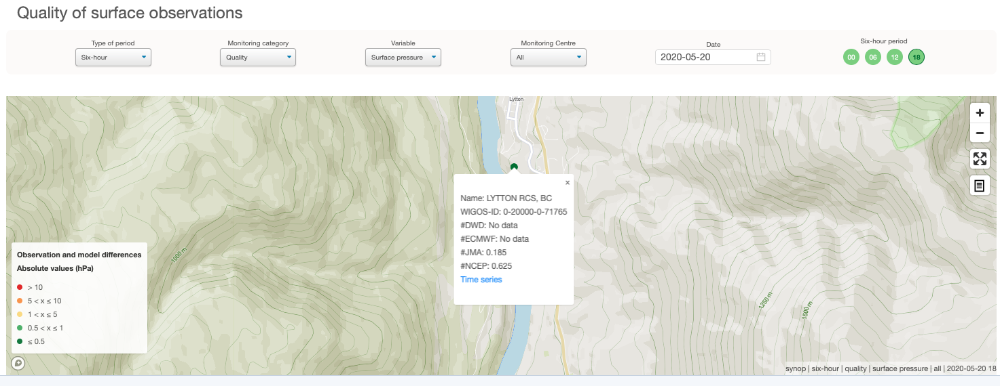 Quality of surface observations
Type of period
Monitoring category
Variable
Monitoring Centre
Date
Six-hour period
Six-hour
Quality
Surface pressure
All
2020-05-20
00 06 12 18
Lytton
+
−
×
Name: LYTTON RCS, BC
WIGOS-ID: 0-20000-0-71765
#DWD: No data
#ECMWF: No data
#JMA: 0.185
#NCEP: 0.625
Time series
1000 m
1250 m
1500 m
Observation and model differences
Absolute values (hPa)
> 10
5 < x ≤ 10
1 < x ≤ 5
0.5 < x ≤ 1
≤ 0.5
synop | six-hour | quality | surface pressure | all | 2020-05-20 18